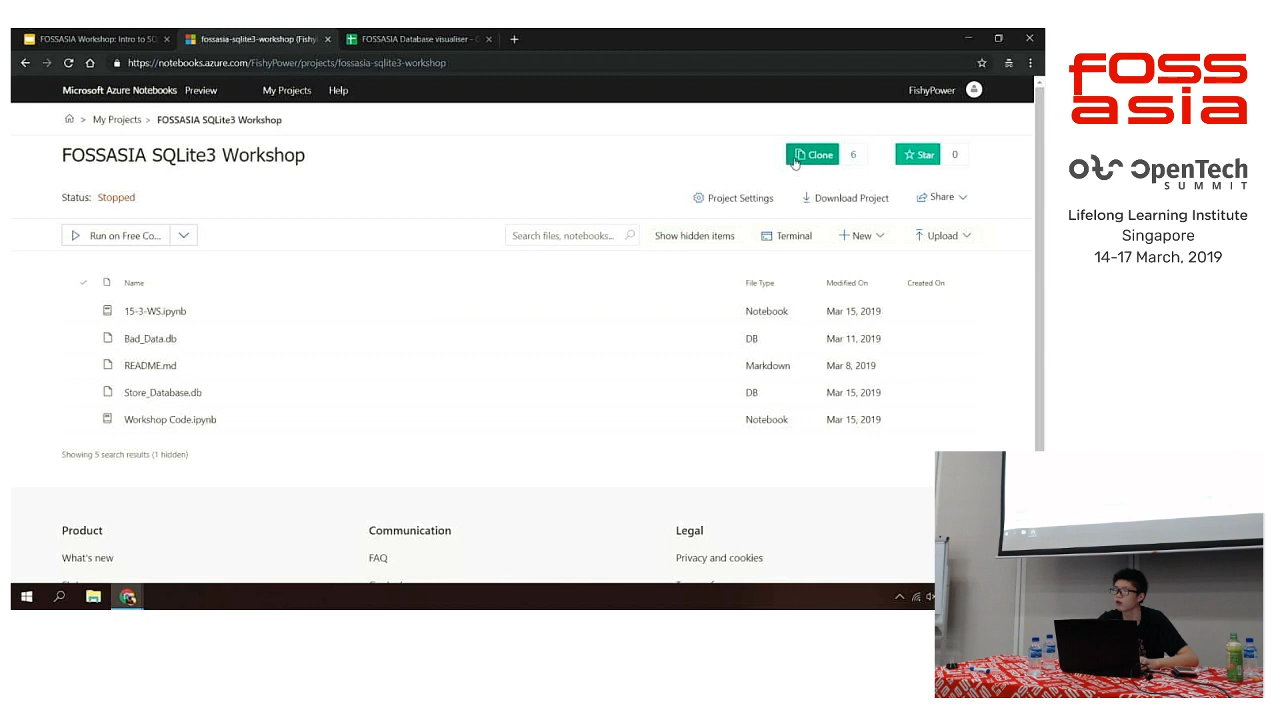 FOSSASIA Workshop: Intro to SQ
fossasia-sqlite3-workshop (Fishy
FOSSASIA Database visualiser -
https://notebooks.azure.com/FishyPower/projects/fossasia-sqlite3-workshop
Microsoft Azure Notebooks Preview My Projects Help FishyPower
> My Projects > FOSSASIA SQLite3 Workshop
FOSSASIA SQLite3 Workshop
Clone 6
Star 0
Status: Stopped
Project Settings
Download Project
Share
Run on Free Co...
Search files, notebooks...
Show hidden items
Terminal
New
Upload
Name File Type Modified On Created On
15-3-WS.ipynb Notebook Mar 15, 2019
Bad_Data.db DB Mar 11, 2019
README.md Markdown Mar 8, 2019
Store_Database.db DB Mar 15, 2019
Workshop Code.ipynb Notebook Mar 15, 2019
Showing 5 search results (1 hidden)
Product Communication Legal
What's new FAQ Privacy and cookies
foss
asia
OpenTech
SUMMIT
Lifelong Learning Institute
Singapore
14-17 March, 2019